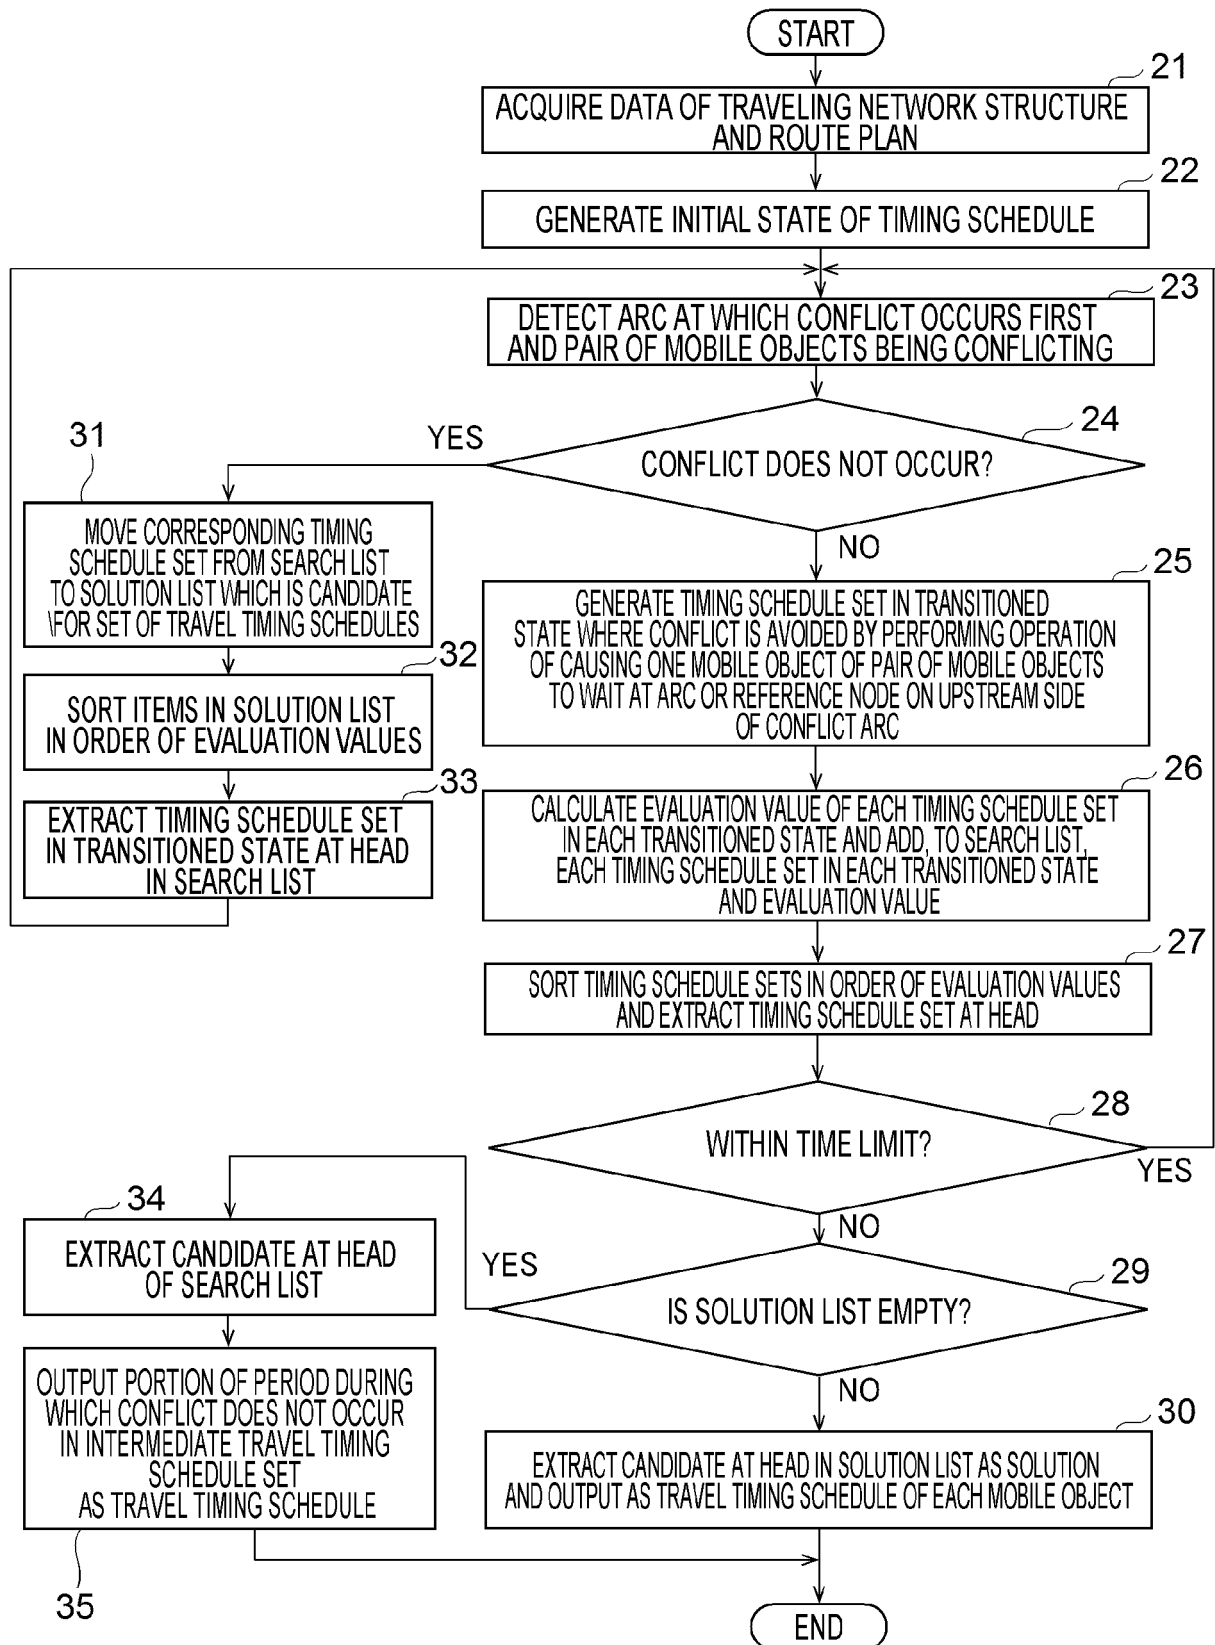 START
21
ACQUIRE DATA OF TRAVELING NETWORK STRUCTURE
AND ROUTE PLAN
22
GENERATE INITIAL STATE OF TIMING SCHEDULE
23
DETECT ARC AT WHICH CONFLICT OCCURS FIRST
AND PAIR OF MOBILE OBJECTS BEING CONFLICTING
24
CONFLICT DOES NOT OCCUR?
YES
NO
31
MOVE CORRESPONDING TIMING
SCHEDULE SET FROM SEARCH LIST
TO SOLUTION LIST WHICH IS CANDIDATE
\FOR SET OF TRAVEL TIMING SCHEDULES
32
SORT ITEMS IN SOLUTION LIST
IN ORDER OF EVALUATION VALUES
33
EXTRACT TIMING SCHEDULE SET
IN TRANSITIONED STATE AT HEAD
IN SEARCH LIST
25
GENERATE TIMING SCHEDULE SET IN TRANSITIONED
STATE WHERE CONFLICT IS AVOIDED BY PERFORMING OPERATION
OF CAUSING ONE MOBILE OBJECT OF PAIR OF MOBILE OBJECTS
TO WAIT AT ARC OR REFERENCE NODE ON UPSTREAM SIDE
OF CONFLICT ARC
26
CALCULATE EVALUATION VALUE OF EACH TIMING SCHEDULE SET
IN EACH TRANSITIONED STATE AND ADD, TO SEARCH LIST,
EACH TIMING SCHEDULE SET IN EACH TRANSITIONED STATE
AND EVALUATION VALUE
27
SORT TIMING SCHEDULE SETS IN ORDER OF EVALUATION VALUES
AND EXTRACT TIMING SCHEDULE SET AT HEAD
28
WITHIN TIME LIMIT?
YES
NO
29
IS SOLUTION LIST EMPTY?
YES
NO
34
EXTRACT CANDIDATE AT HEAD
OF SEARCH LIST
OUTPUT PORTION OF PERIOD DURING
WHICH CONFLICT DOES NOT OCCUR
IN INTERMEDIATE TRAVEL TIMING
SCHEDULE SET
AS TRAVEL TIMING SCHEDULE
35
30
EXTRACT CANDIDATE AT HEAD IN SOLUTION LIST AS SOLUTION
AND OUTPUT AS TRAVEL TIMING SCHEDULE OF EACH MOBILE OBJECT
END